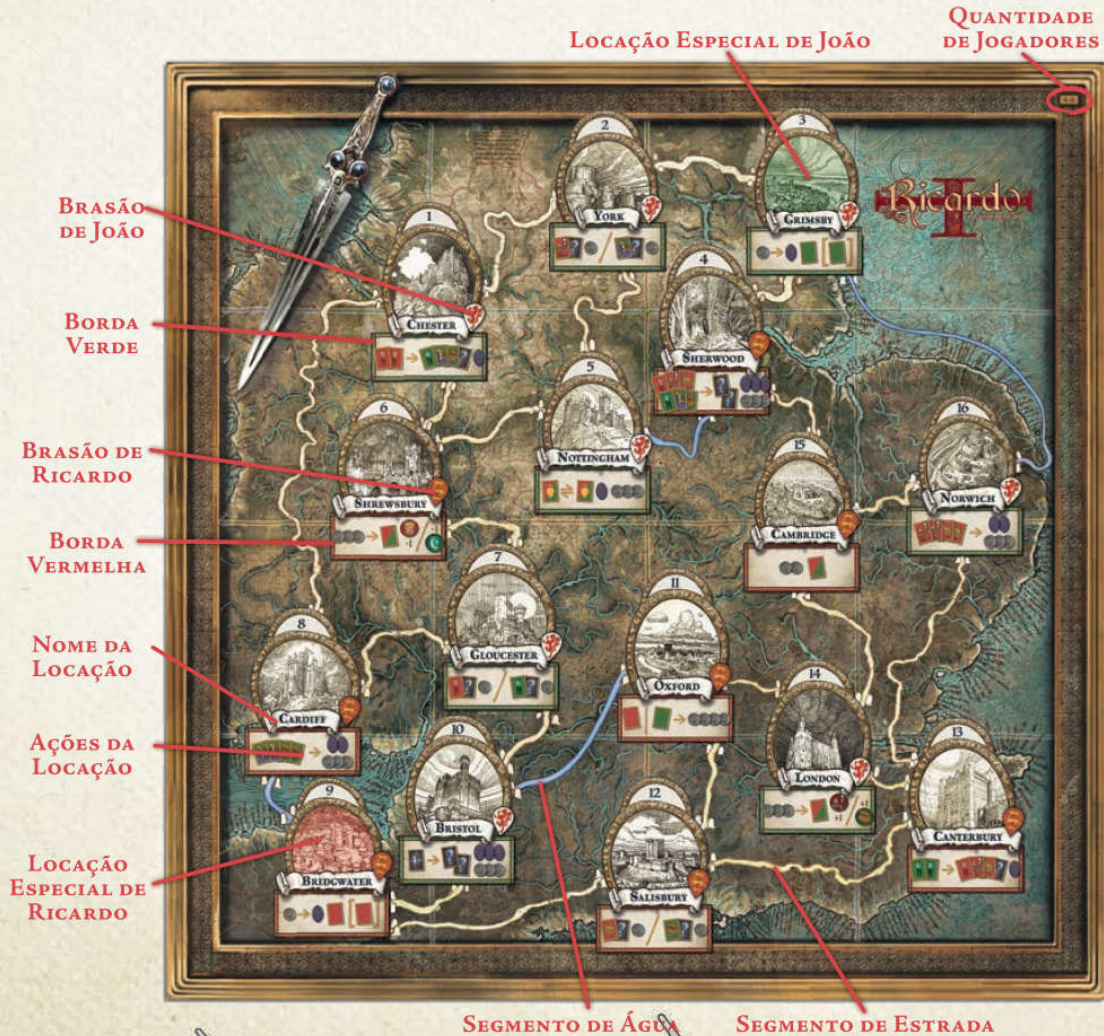 Quantidade
de Jogadores
Locação Especial de João
2
3
Ricardo
I
Brasão
de João
1
York
Grimsby
4
Chester
Borda
Verde
Sherwood
5
6
16
15
Brasão de
Ricardo
Nottingham
Shrewsbury
Norwich
Cambridge
+1
Borda
Vermelha
7
11
8
Nome da
Locação
Gloucester
Oxford
14
Cardiff
13
Ações da
Locação
10
London
9
12
+1
Bristol
Canterbury
Locação
Especial de
Ricardo
Bridgwater
Salisbury
Segmento de Água
Segmento de Estrada